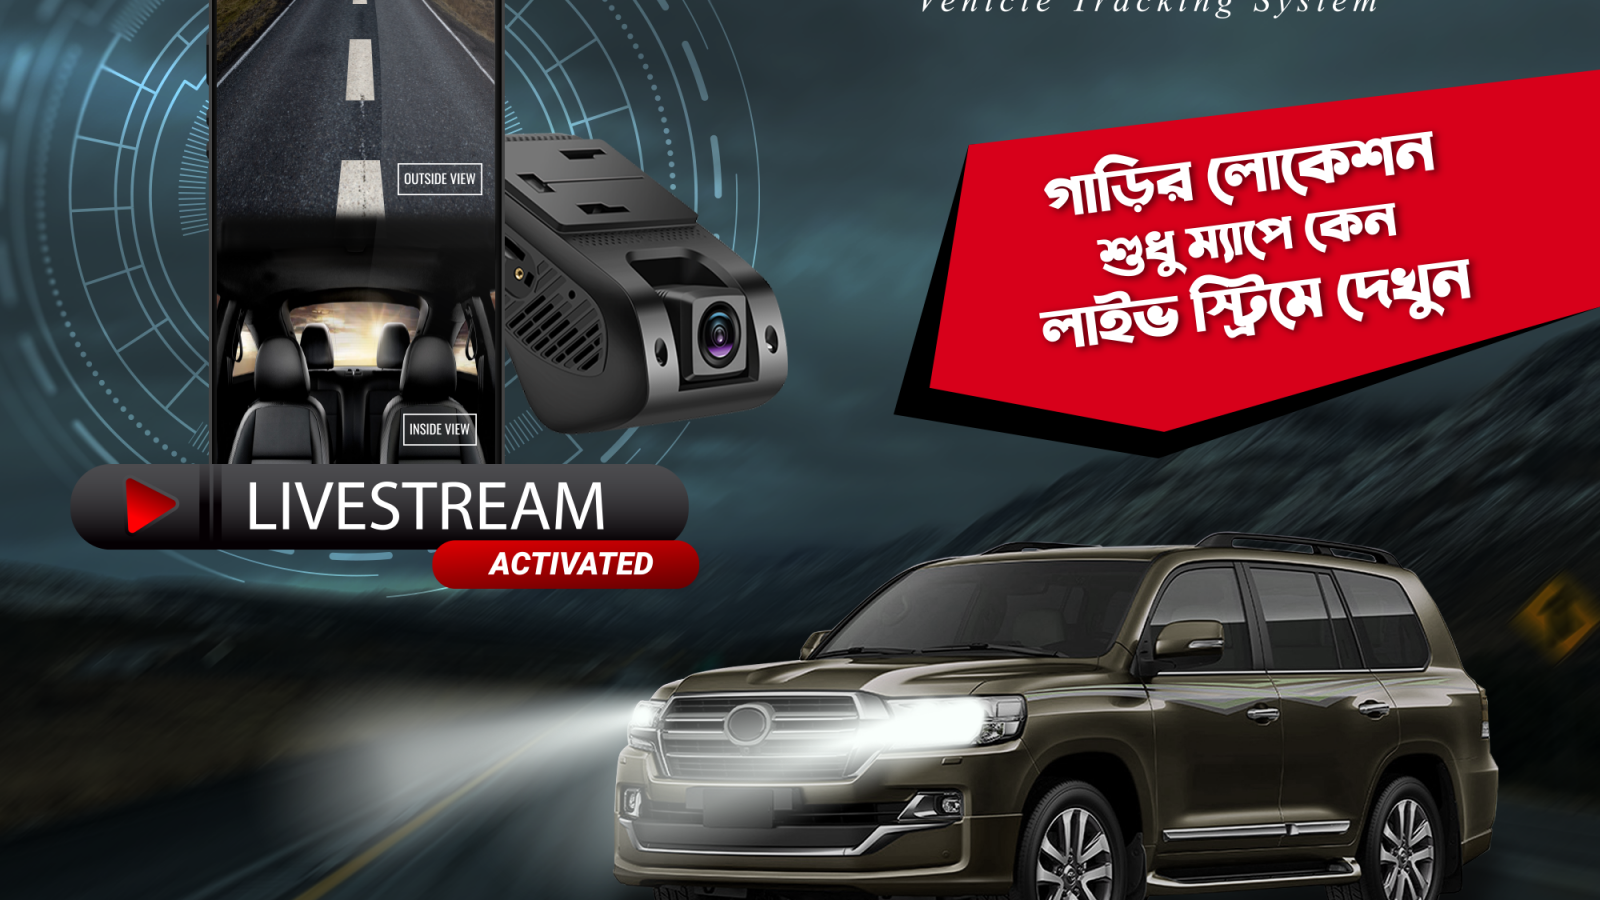 Vehicle Tracking System
OUTSIDE VIEW
গাড়ির লোকেশন
শুধু ম্যাপে কেন
লাইভ স্ট্রিমে দেখুন
INSIDE VIEW
LIVESTREAM
ACTIVATED